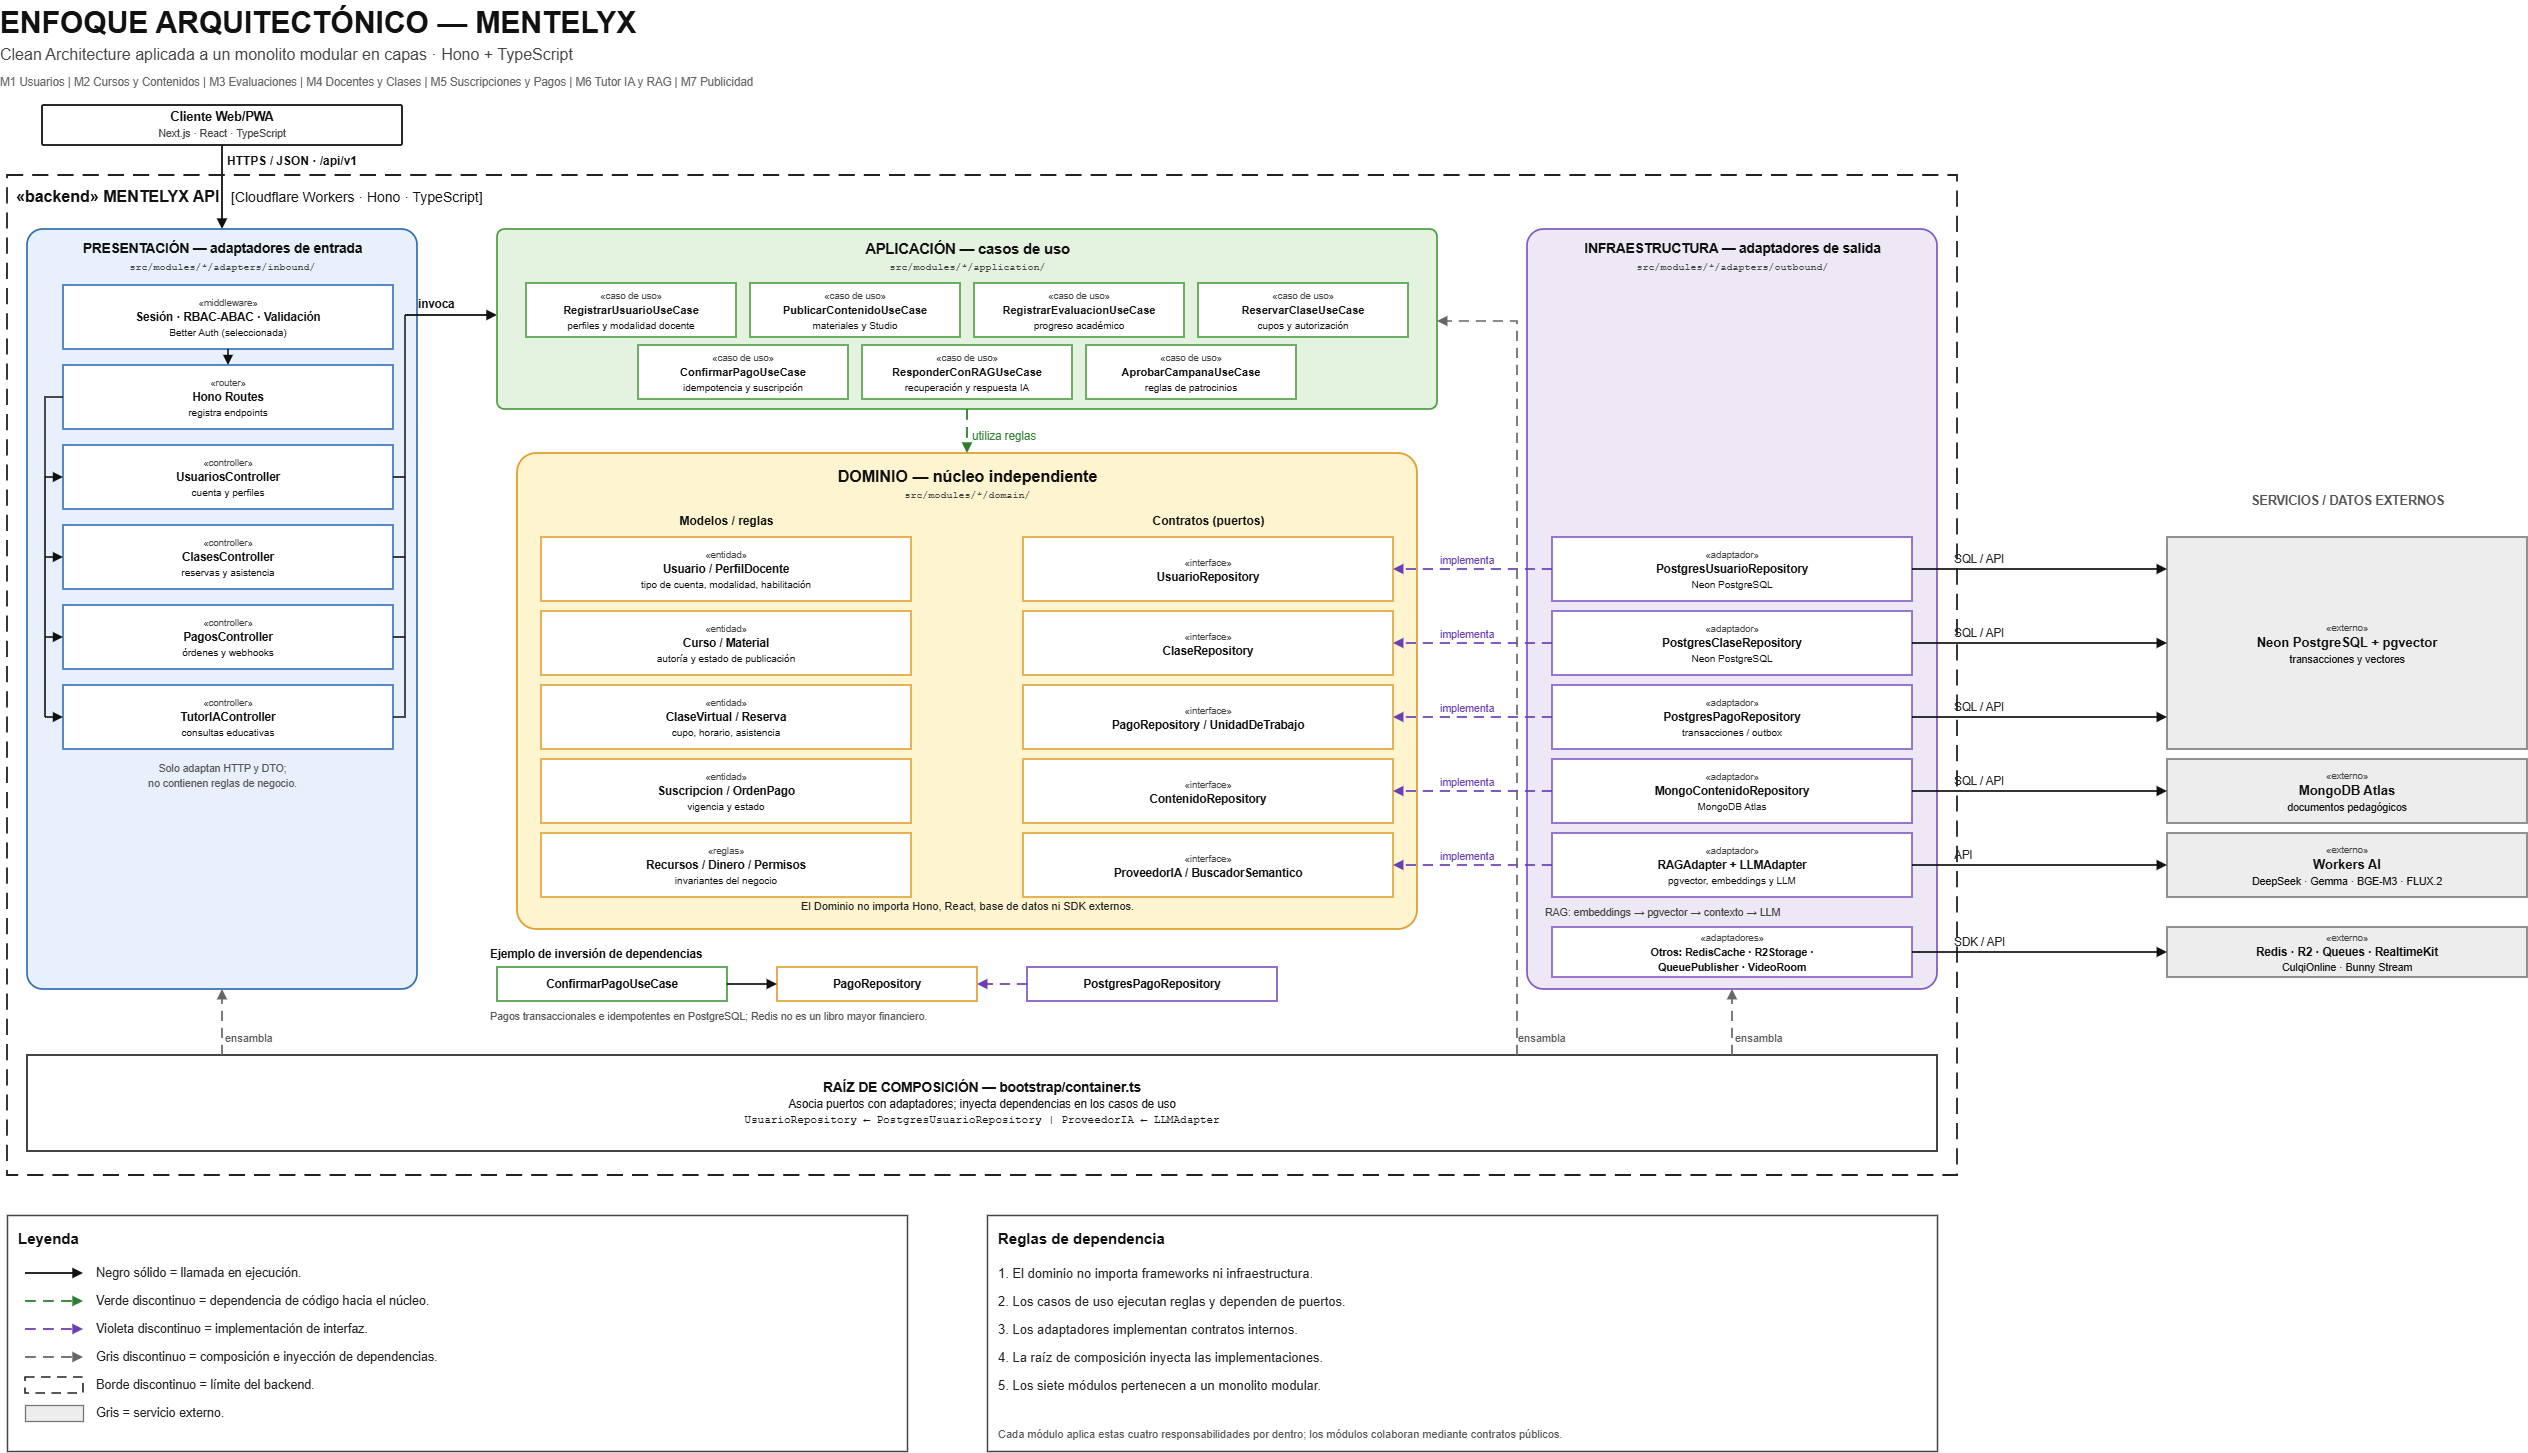 ENFOQUE ARQUITECTÓNICO — MENTELYX
Clean Architecture aplicada a un monolito modular en capas · Hono + TypeScript
M1 Usuarios | M2 Cursos y Contenidos | M3 Evaluaciones | M4 Docentes y Clases | M5 Suscripciones y Pagos | M6 Tutor IA y RAG | M7 Publicidad
Cliente Web/PWA
Next.js · React · TypeScript
HTTPS / JSON · /api/v1
«backend» MENTELYX API [Cloudflare Workers · Hono · TypeScript]
PRESENTACIÓN — adaptadores de entrada
src/modules/*/adapters/inbound/
«middleware»
Sesión · RBAC-ABAC · Validación
Better Auth (seleccionada)
«router»
Hono Routes
registra endpoints
«controller»
UsuariosController
cuenta y perfiles
«controller»
ClasesController
reservas y asistencia
«controller»
PagosController
órdenes y webhooks
«controller»
TutorIAController
consultas educativas
Solo adaptan HTTP y DTO;
no contienen reglas de negocio.
invoca
APLICACIÓN — casos de uso
src/modules/*/application/
«caso de uso»
RegistrarUsuarioUseCase
perfiles y modalidad docente
«caso de uso»
PublicarContenidoUseCase
materiales y Studio
«caso de uso»
RegistrarEvaluacionUseCase
progreso académico
«caso de uso»
ReservarClaseUseCase
cupos y autorización
«caso de uso»
ConfirmarPagoUseCase
idempotencia y suscripción
«caso de uso»
ResponderConRAGUseCase
recuperación y respuesta IA
«caso de uso»
AprobarCampanaUseCase
reglas de patrocinios
utiliza reglas
DOMINIO — núcleo independiente
src/modules/*/domain/
Modelos / reglas
«entidad»
Usuario / PerfilDocente
tipo de cuenta, modalidad, habilitación
«entidad»
Curso / Material
autoría y estado de publicación
«entidad»
ClaseVirtual / Reserva
cupo, horario, asistencia
«entidad»
Suscripcion / OrdenPago
vigencia y estado
«reglas»
Recursos / Dinero / Permisos
invariantes del negocio
Contratos (puertos)
«interface»
UsuarioRepository
«interface»
ClaseRepository
«interface»
PagoRepository / UnidadDeTrabajo
«interface»
ContenidoRepository
«interface»
ProveedorIA / BuscadorSemantico
El Dominio no importa Hono, React, base de datos ni SDK externos.
implementa
implementa
implementa
implementa
implementa
INFRAESTRUCTURA — adaptadores de salida
src/modules/*/adapters/outbound/
«adaptador»
PostgresUsuarioRepository
Neon PostgreSQL
«adaptador»
PostgresClaseRepository
Neon PostgreSQL
«adaptador»
PostgresPagoRepository
transacciones / outbox
«adaptador»
MongoContenidoRepository
MongoDB Atlas
«adaptador»
RAGAdapter + LLMAdapter
pgvector, embeddings y LLM
RAG: embeddings → pgvector → contexto → LLM
«adaptadores»
Otros: RedisCache · R2Storage ·
QueuePublisher · VideoRoom
SQL / API
SQL / API
SQL / API
SQL / API
API
SDK / API
SERVICIOS / DATOS EXTERNOS
«externo»
Neon PostgreSQL + pgvector
transacciones y vectores
«externo»
MongoDB Atlas
documentos pedagógicos
«externo»
Workers AI
DeepSeek · Gemma · BGE-M3 · FLUX.2
«externo»
Redis · R2 · Queues · RealtimeKit
CulqiOnline · Bunny Stream
Ejemplo de inversión de dependencias
ConfirmarPagoUseCase
PagoRepository
PostgresPagoRepository
Pagos transaccionales e idempotentes en PostgreSQL; Redis no es un libro mayor financiero.
ensambla
ensambla
ensambla
RAÍZ DE COMPOSICIÓN — bootstrap/container.ts
Asocia puertos con adaptadores; inyecta dependencias en los casos de uso
UsuarioRepository ← PostgresUsuarioRepository | ProveedorIA ← LLMAdapter
Leyenda
Negro sólido = llamada en ejecución.
Verde discontinuo = dependencia de código hacia el núcleo.
Violeta discontinuo = implementación de interfaz.
Gris discontinuo = composición e inyección de dependencias.
Borde discontinuo = límite del backend.
Gris = servicio externo.
Reglas de dependencia
1. El dominio no importa frameworks ni infraestructura.
2. Los casos de uso ejecutan reglas y dependen de puertos.
3. Los adaptadores implementan contratos internos.
4. La raíz de composición inyecta las implementaciones.
5. Los siete módulos pertenecen a un monolito modular.
Cada módulo aplica estas cuatro responsabilidades por dentro; los módulos colaboran mediante contratos públicos.